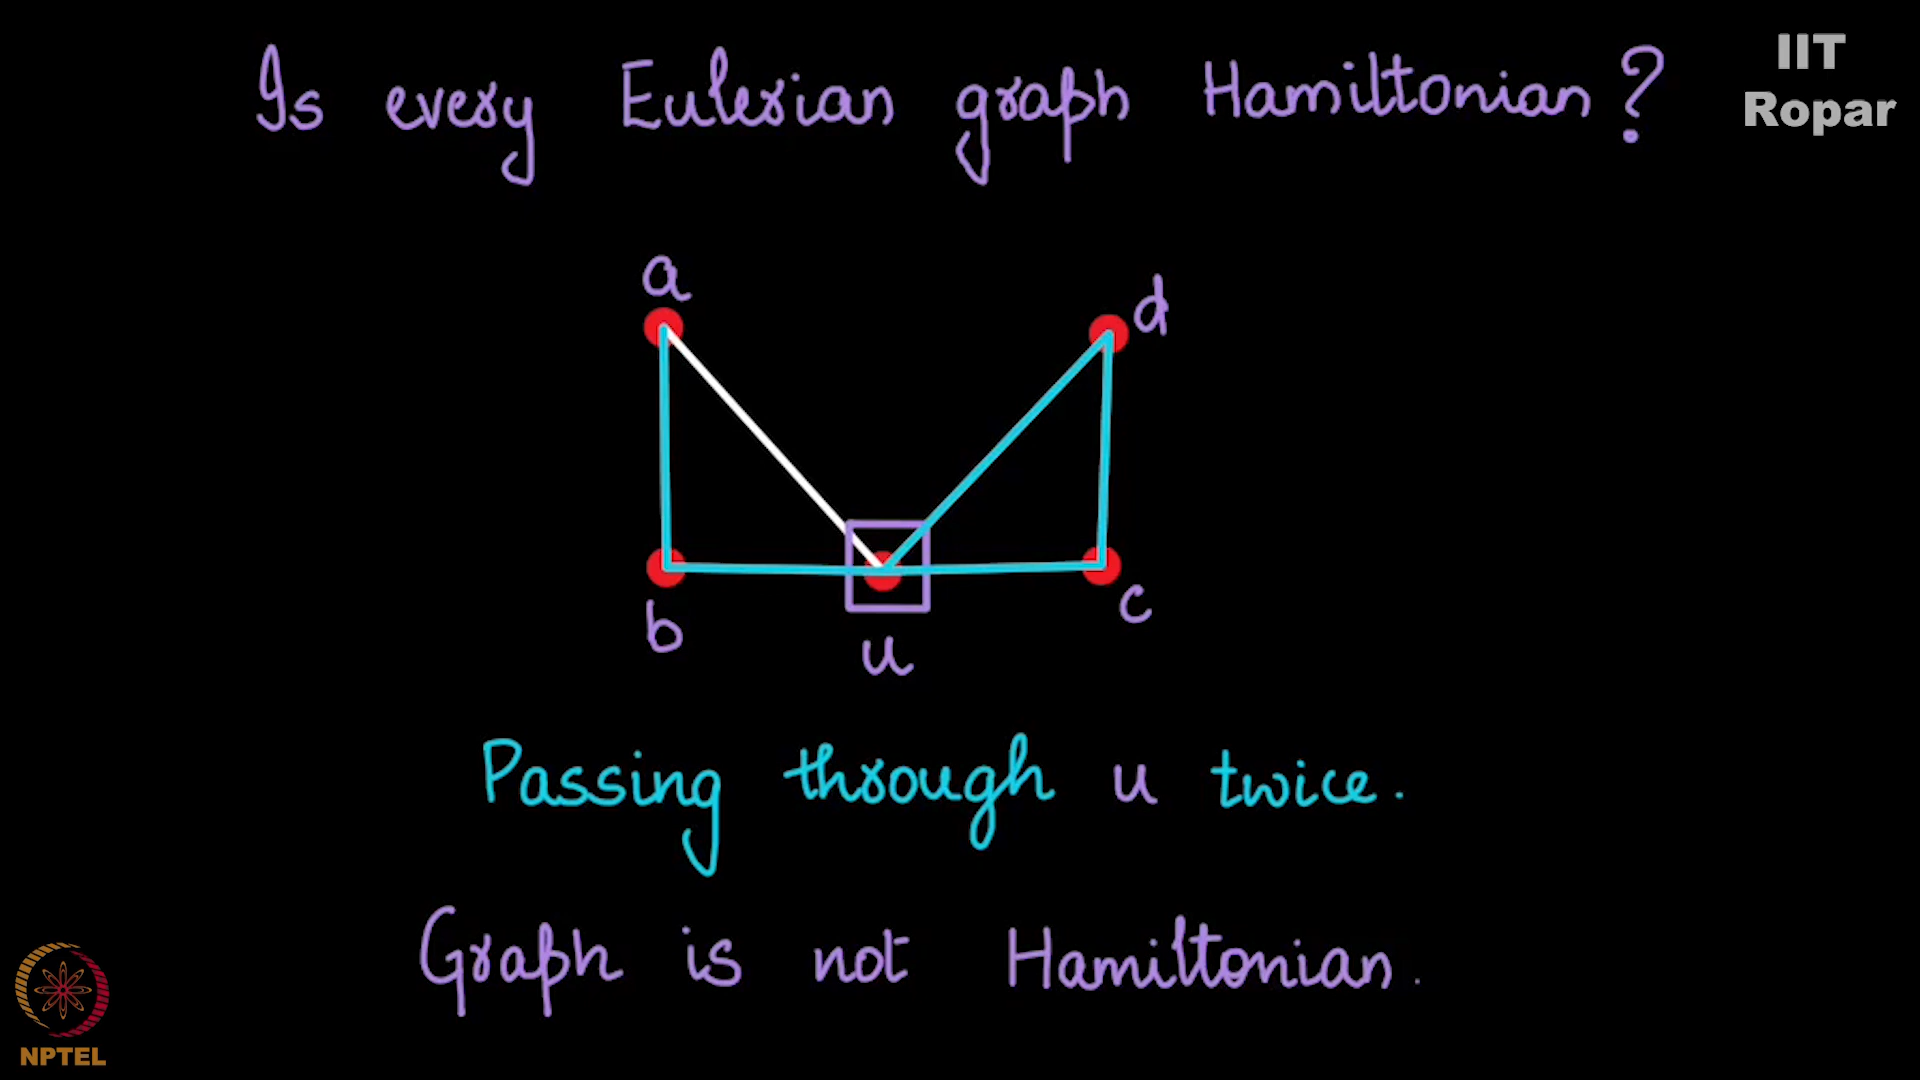 Is every Eulerian graph Hamiltonian?
IIT
Ropar
a
d
b
u
c
Passing through u twice.
Graph is not Hamiltonian.
NPTEL